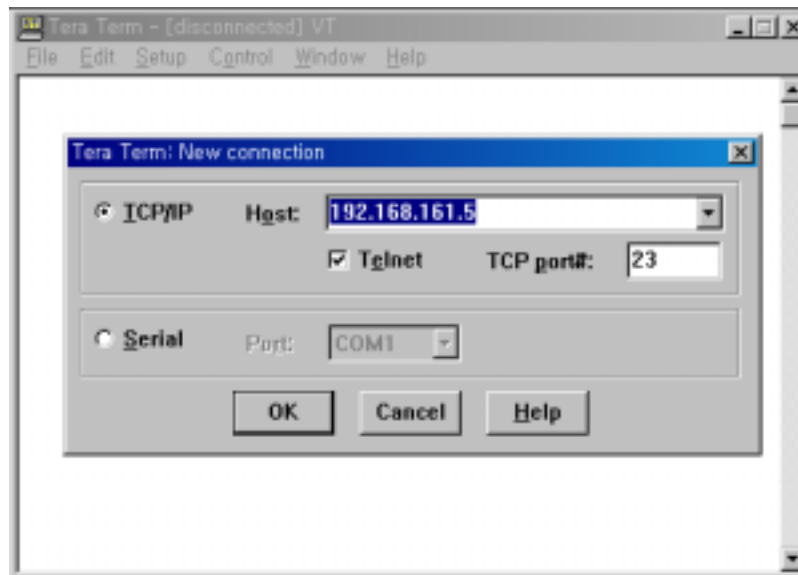 Tera Term - [disconnected] VT
File Edit Setup Control Window Help
Tera Term: New connection
TCP/IP Host: 192.168.161.5
Telnet TCP port#: 23
Serial Port: COM1
OK Cancel Help